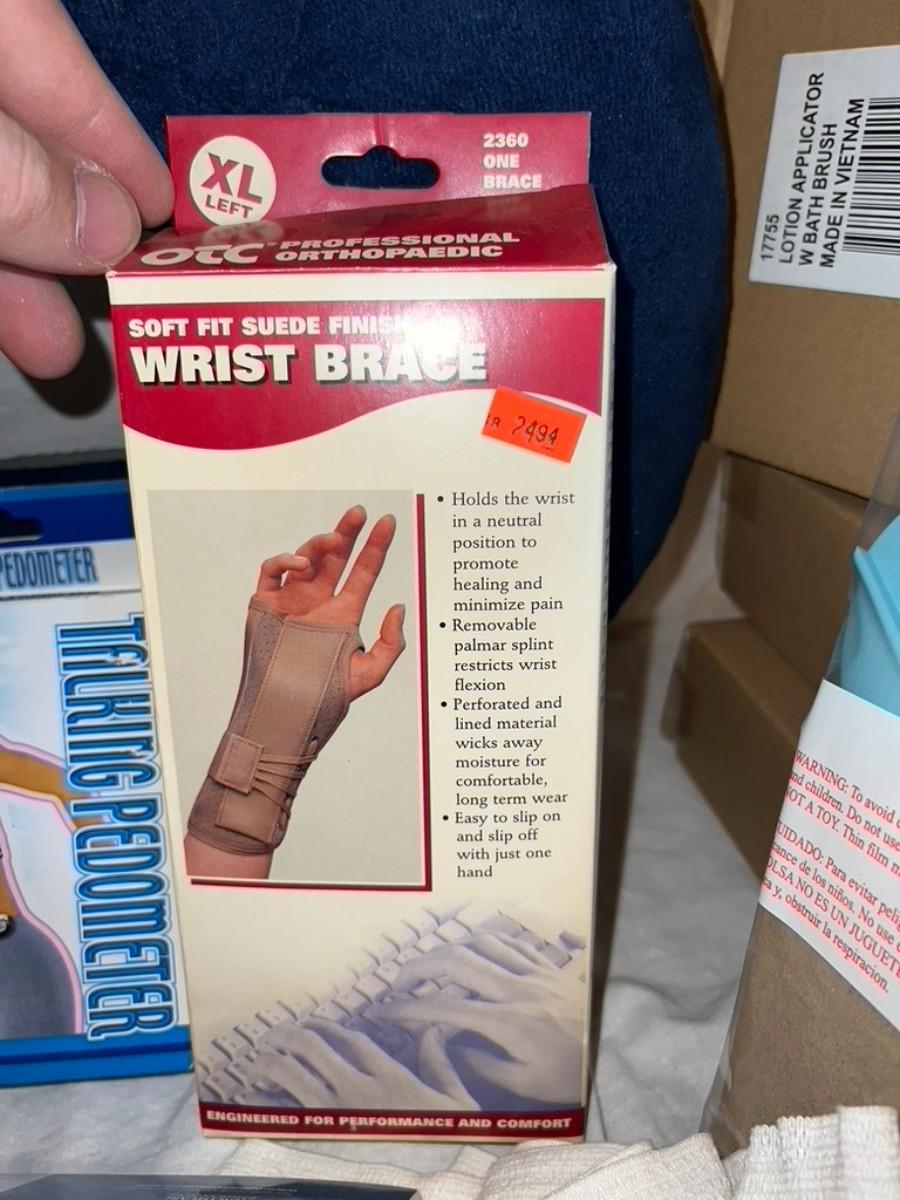 XL
LEFT
2360
ONE
BRACE
OTC PROFESSIONAL
ORTHOPAEDIC
SOFT FIT SUEDE
WRIST BRACE
2494
• Holds the wrist
in a neutral
position to
promote
healing and
minimize pain
• Removable
palmar splint
restricts wrist
flexion
• Perforated and
lined material
wicks away
moisture for
comfortable,
long term wear
• Easy to slip on
and slip off
with just one
hand
ENGINEERED FOR PERFORMANCE AND COMFORT
PEDOMETER
TALKING PEDOMETER
17755
LOTION APPLICATOR
W BATH BRUSH
MADE IN VIETNAM
WARNING: To avoid
and children. Do not use
NOT A TOY. Thin film
CUIDADO: Para evitar
de los niños. No use
BOLSA NO ES UN JUGUETE
y, obstruir la respiracion.